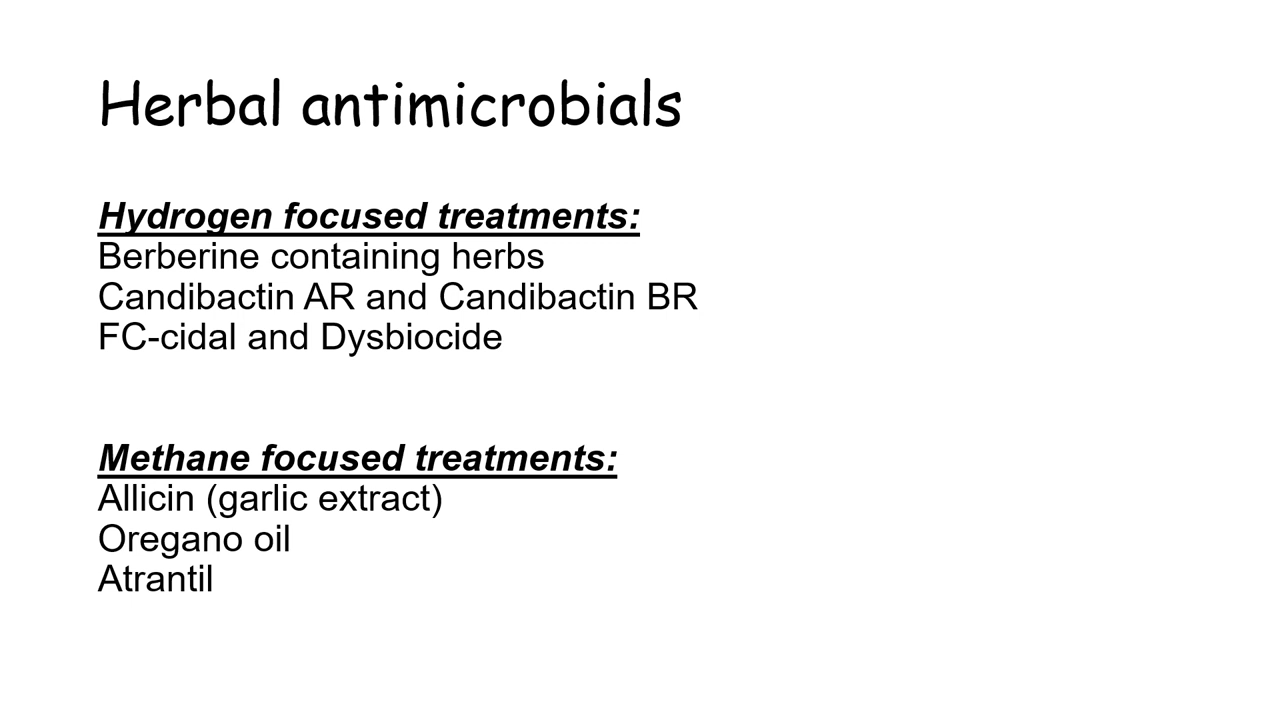 Herbal antimicrobials
Hydrogen focused treatments:
Berberine containing herbs
Candibactin AR and Candibactin BR
FC-cidal and Dysbiocide
Methane focused treatments:
Allicin (garlic extract)
Oregano oil
Atrantil